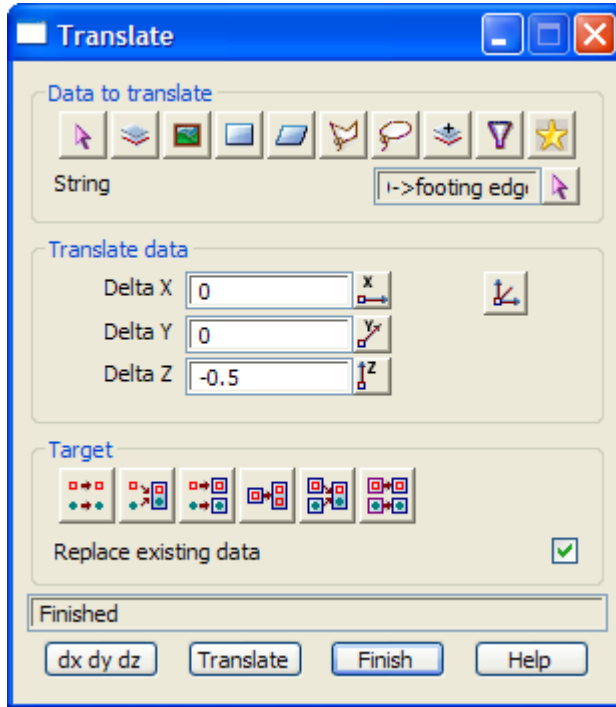 Translate
Data to translate
String ->footing edg
Translate data
Delta X 0 X
Delta Y 0 Y
Delta Z -0.5 Z
Target
Replace existing data
Finished
dx dy dz Translate Finish Help